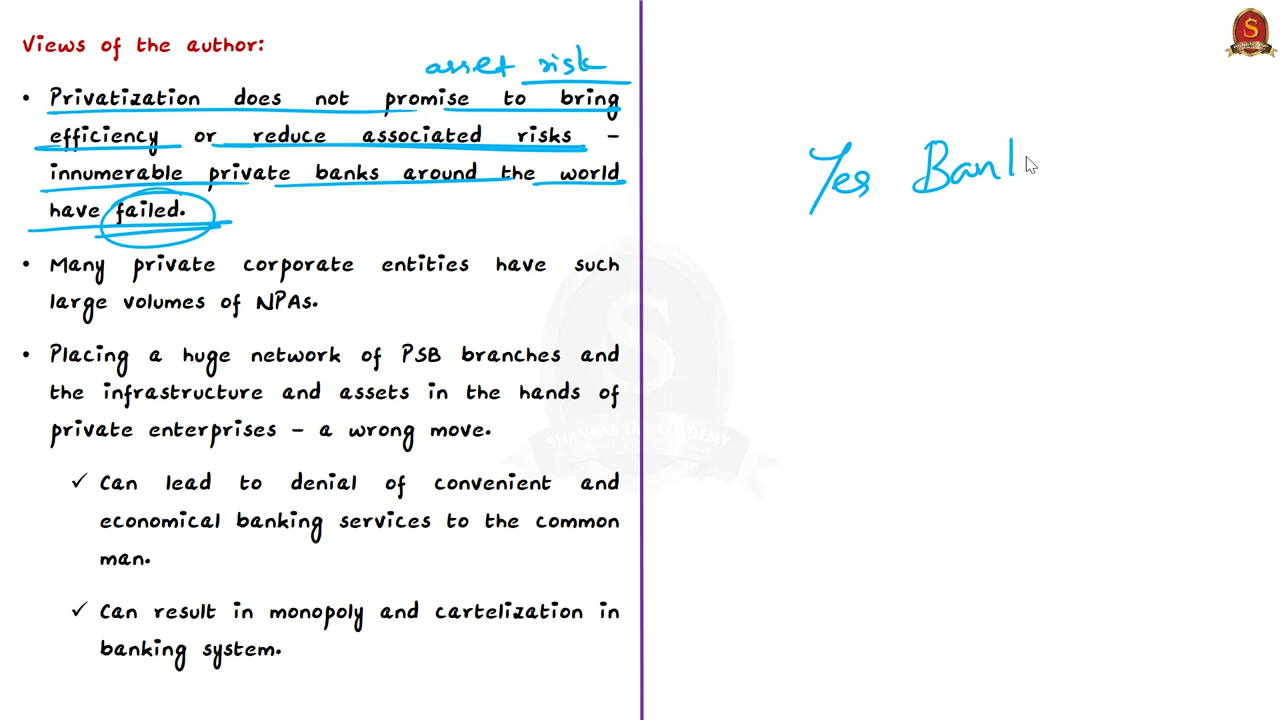 Views of the author:
asset risk
• Privatization does not promise to bring
efficiency or reduce associated risks –
innumerable private banks around the world
have failed.
• Many private corporate entities have such
large volumes of NPAs.
• Placing a huge network of PSB branches and
the infrastructure and assets in the hands of
private enterprises – a wrong move.
✓ Can lead to denial of convenient and
economical banking services to the common
man.
✓ Can result in monopoly and cartelization in
banking system.
Yes Banl
S
SHANKAR IAS ACADEMY